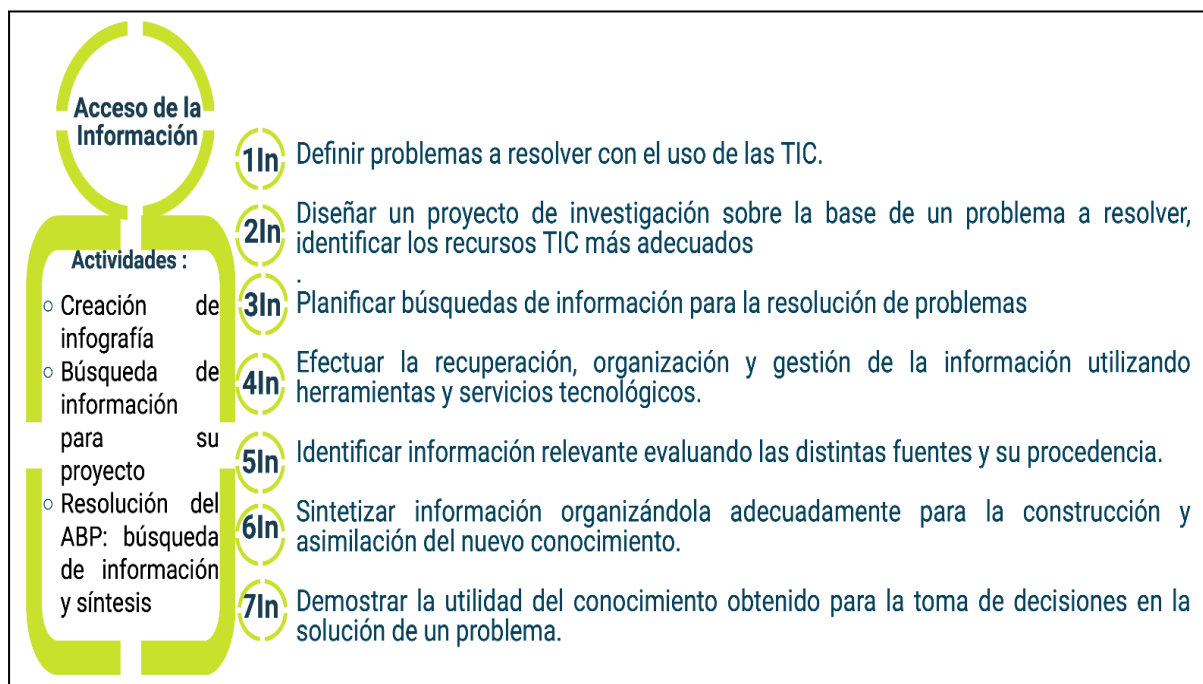 Acceso de la
Información
Actividades :
○ Creación de
infografía
○ Búsqueda de
información
para su
proyecto
○ Resolución del
ABP: búsqueda
de información
y síntesis
1In Definir problemas a resolver con el uso de las TIC.
2In Diseñar un proyecto de investigación sobre la base de un problema a resolver,
identificar los recursos TIC más adecuados
.
3In Planificar búsquedas de información para la resolución de problemas
4In Efectuar la recuperación, organización y gestión de la información utilizando
herramientas y servicios tecnológicos.
5In Identificar información relevante evaluando las distintas fuentes y su procedencia.
6In Sintetizar información organizándola adecuadamente para la construcción y
asimilación del nuevo conocimiento.
7In Demostrar la utilidad del conocimiento obtenido para la toma de decisiones en la
solución de un problema.